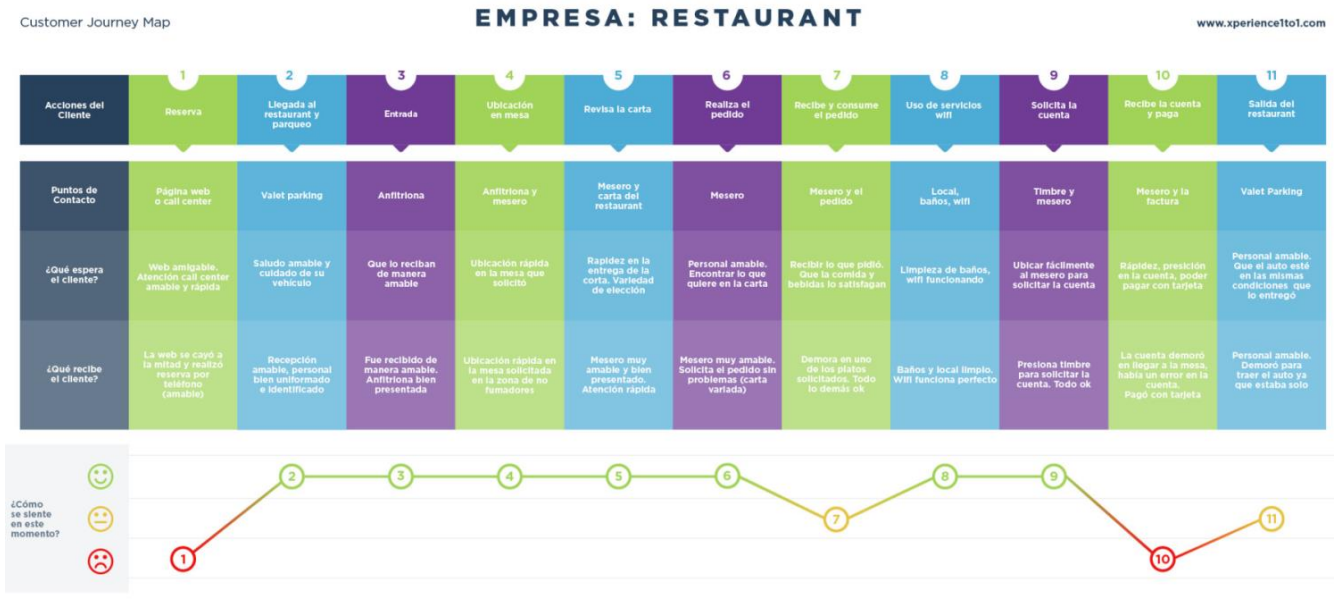 Customer Journey Map
EMPRESA: RESTAURANT
www.xperience1to1.com
Acciones del
Cliente
1
Reserva
2
Llegada al
restaurant y
parqueo
3
Entrada
4
Ubicación
en mesa
5
Revisa la carta
6
Realiza el
pedido
7
Recibe y consume
el pedido
8
Uso de servicios
wifi
9
Solicita la
cuenta
10
Recibe la cuenta
y paga
11
Salida del
restaurant
Puntos de
Contacto
Página web
o call center
Valet parking
Anfitriona
Anfitriona y
mesero
Mesero y
carta del
restaurant
Mesero
Mesero y el
pedido
Local,
baños, wifi
Timbre y
mesero
Mesero y la
factura
Valet Parking
¿Qué espera
el cliente?
Web amigable.
Atención call center
amable y rápida
Saludo amable y
cuidado de su
vehículo
Que lo reciban
de manera
amable
Ubicación rápida
en la mesa que
solicitó
Rapidez en la
entrega de la
corta. Variedad
de elección
Personal amable.
Encontrar lo que
quiere en la carta
Recibir lo que pidió.
Que la comida y
bebidas lo satisfagan
Limpieza de baños,
wifi funcionando
Ubicar fácilmente
al mesero para
solicitar la cuenta
Rápidez, presición
en la cuenta, poder
pagar con tarjeta
Personal amable.
Que el auto esté
en las mismas
condiciones que
lo entregó
¿Qué recibe
el cliente?
La web se cayó a
la mitad y realizó
reserva por
teléfono
(amable)
Recepción
amable, personal
bien uniformado
e identificado
Fue recibido de
manera amable.
Anfitriona bien
presentada
Ubicación rápida en
la mesa solicitada
en la zona de no
fumadores
Mesero muy
amable y bien
presentado.
Atención rápida
Mesero muy amable.
Solicita el pedido sin
problemas (carta
variada)
Demora en uno
de los platos
solicitados. Todo
lo demás ok
Baños y local limpio.
Wifi funciona perfecto
Presiona timbre
para solicitar la
cuenta. Todo ok
La cuenta demoró
en llegar a la mesa,
había un error en la
cuenta.
Pagó con tarjeta
Personal amable.
Demoró para
traer el auto ya
que estaba solo
¿Cómo
se siente
en este
momento?
1
2
3
4
5
6
7
8
9
10
11